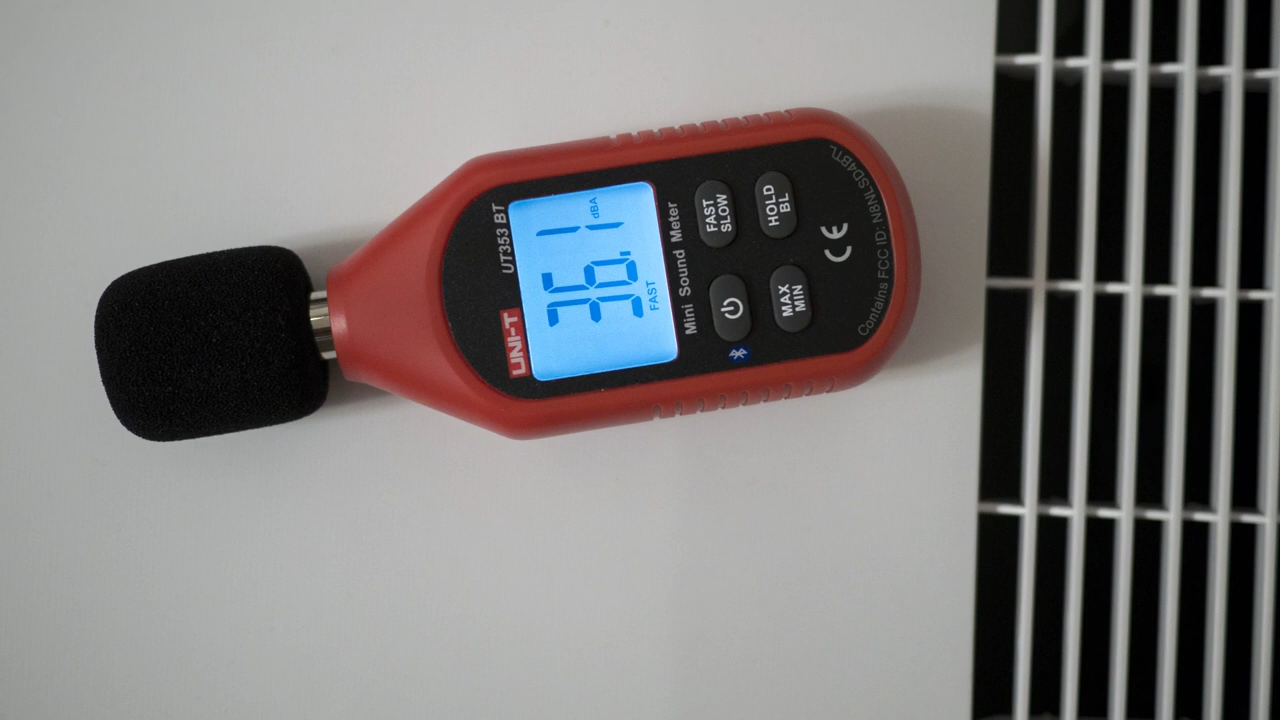 UNI-T UT353 BT
36.1 dBA
FAST
Mini Sound Meter
FAST
SLOW
MAX
MIN
HOLD
BL
CE
Contains FCC ID: N8NLSD4BTL